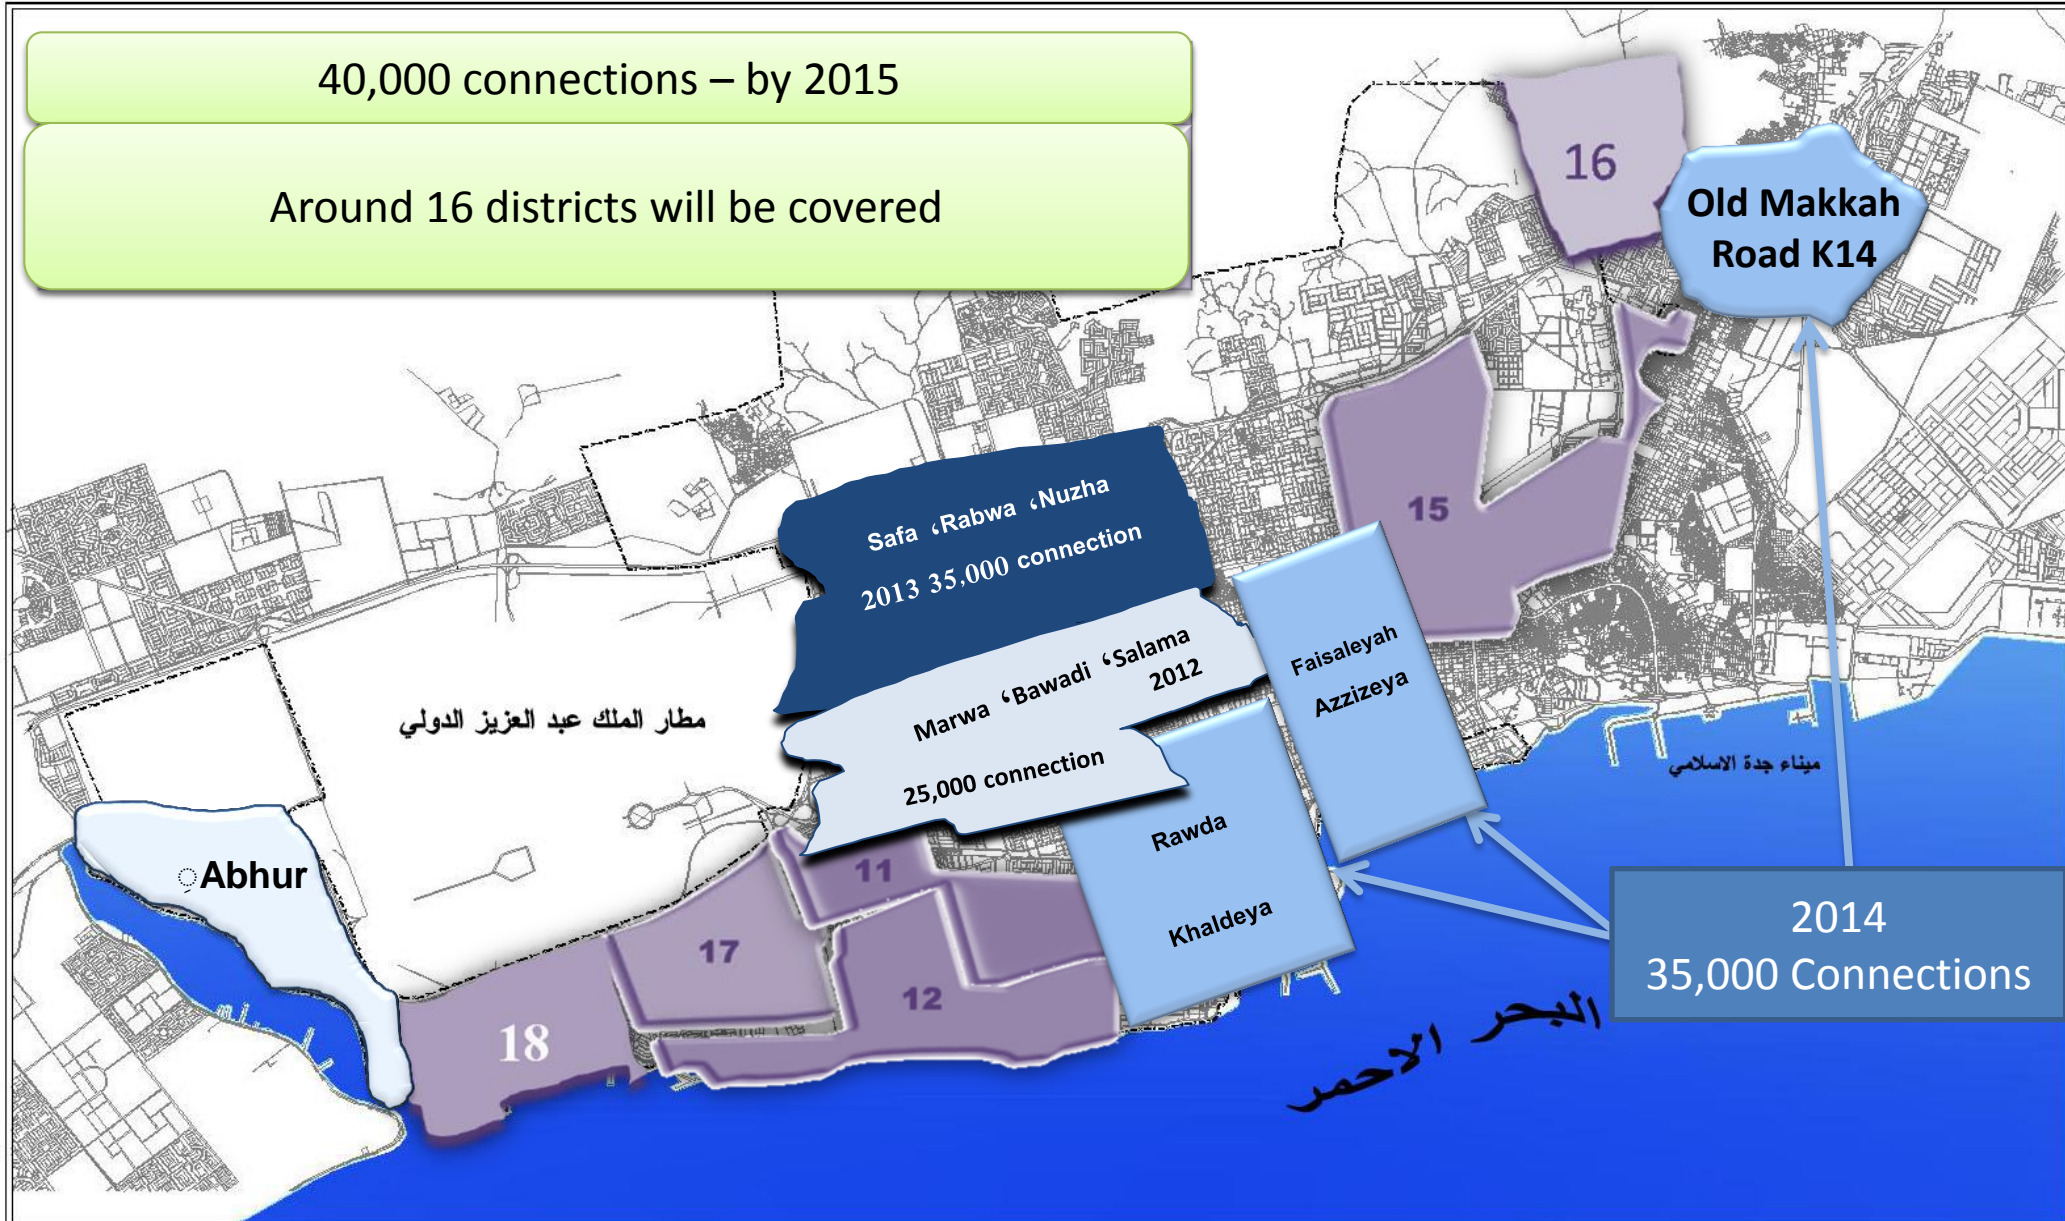 40,000 connections – by 2015
Around 16 districts will be covered
16
Old Makkah
Road K14
15
Safa ،Rabwa ،Nuzha
2013 35,000 connection
Marwa ،Bawadi ،Salama
2012
25,000 connection
Faisaleyah
Azzizeya
مطار الملك عبد العزيز الدولي
ميناء جدة الاسلامي
Rawda
Khaldeya
Abhur
11
17
12
18
2014
35,000 Connections
البحر الاحمر